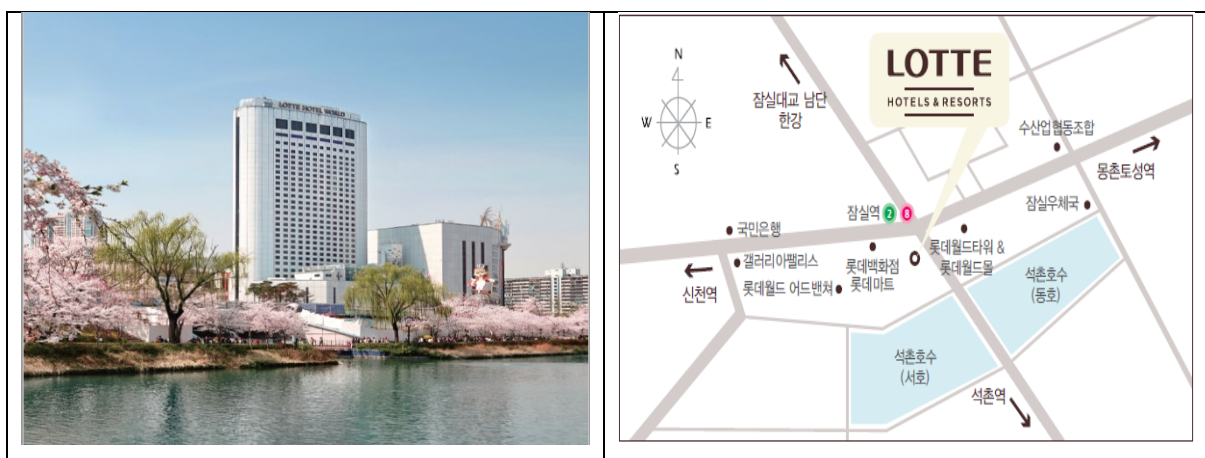 LOTTE HOTEL WORLD
LOTTE
HOTELS & RESORTS
N
W
E
S
잠실대교 남단
한강
수산업협동조합
몽촌토성역
잠실우체국
잠실역 2 8
국민은행
갤러리아팰리스
신천역
롯데월드 어드밴쳐
롯데백화점
롯데마트
롯데월드타워 &
롯데월드몰
석촌호수
(동호)
석촌호수
(서호)
석촌역